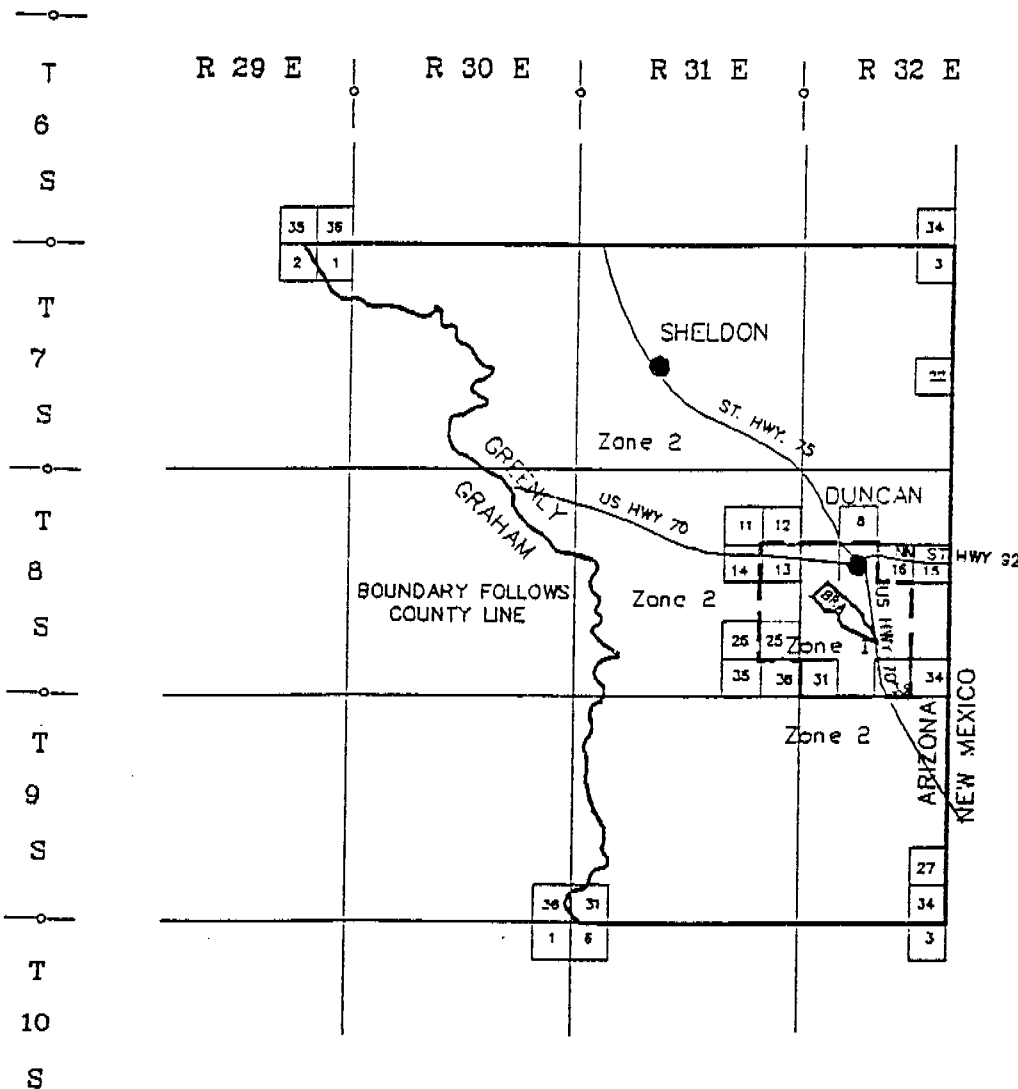 R 29 E
R 30 E
R 31 E
R 32 E
T
6
S
35
36
34
2
1
3
T
7
S
SHELDON
ST. HWY. 75
Zone 2
GREENLY
GRAHAM
US HWY 70
DUNCAN
11
12
8
T
8
S
14
13
16
15
ST HWY 92
BOUNDARY FOLLOWS
COUNTY LINE
Zone 2
26
25
Zone 1
US HWY 70
35
36
31
34
ARIZONA
NEW MEXICO
Zone 2
T
9
S
27
36
31
34
1
6
3
T
10
S